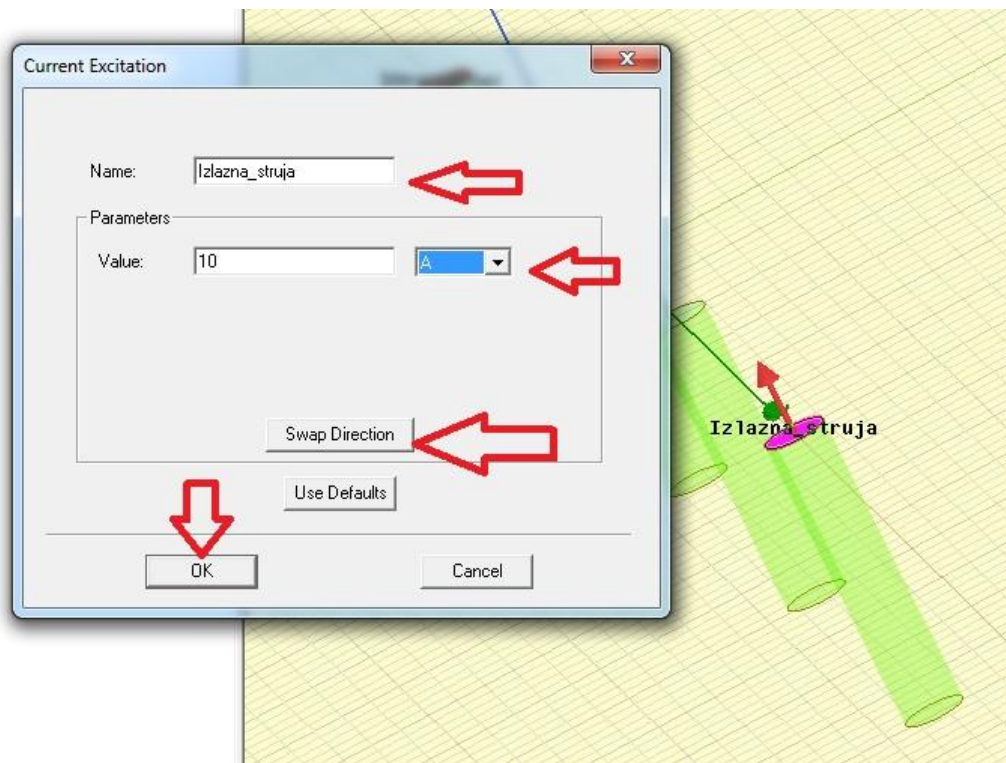 Current Excitation
Name: Izlazna_struja
Parameters
Value: 10 A
Swap Direction
Use Defaults
OK Cancel
Izlazna_struja